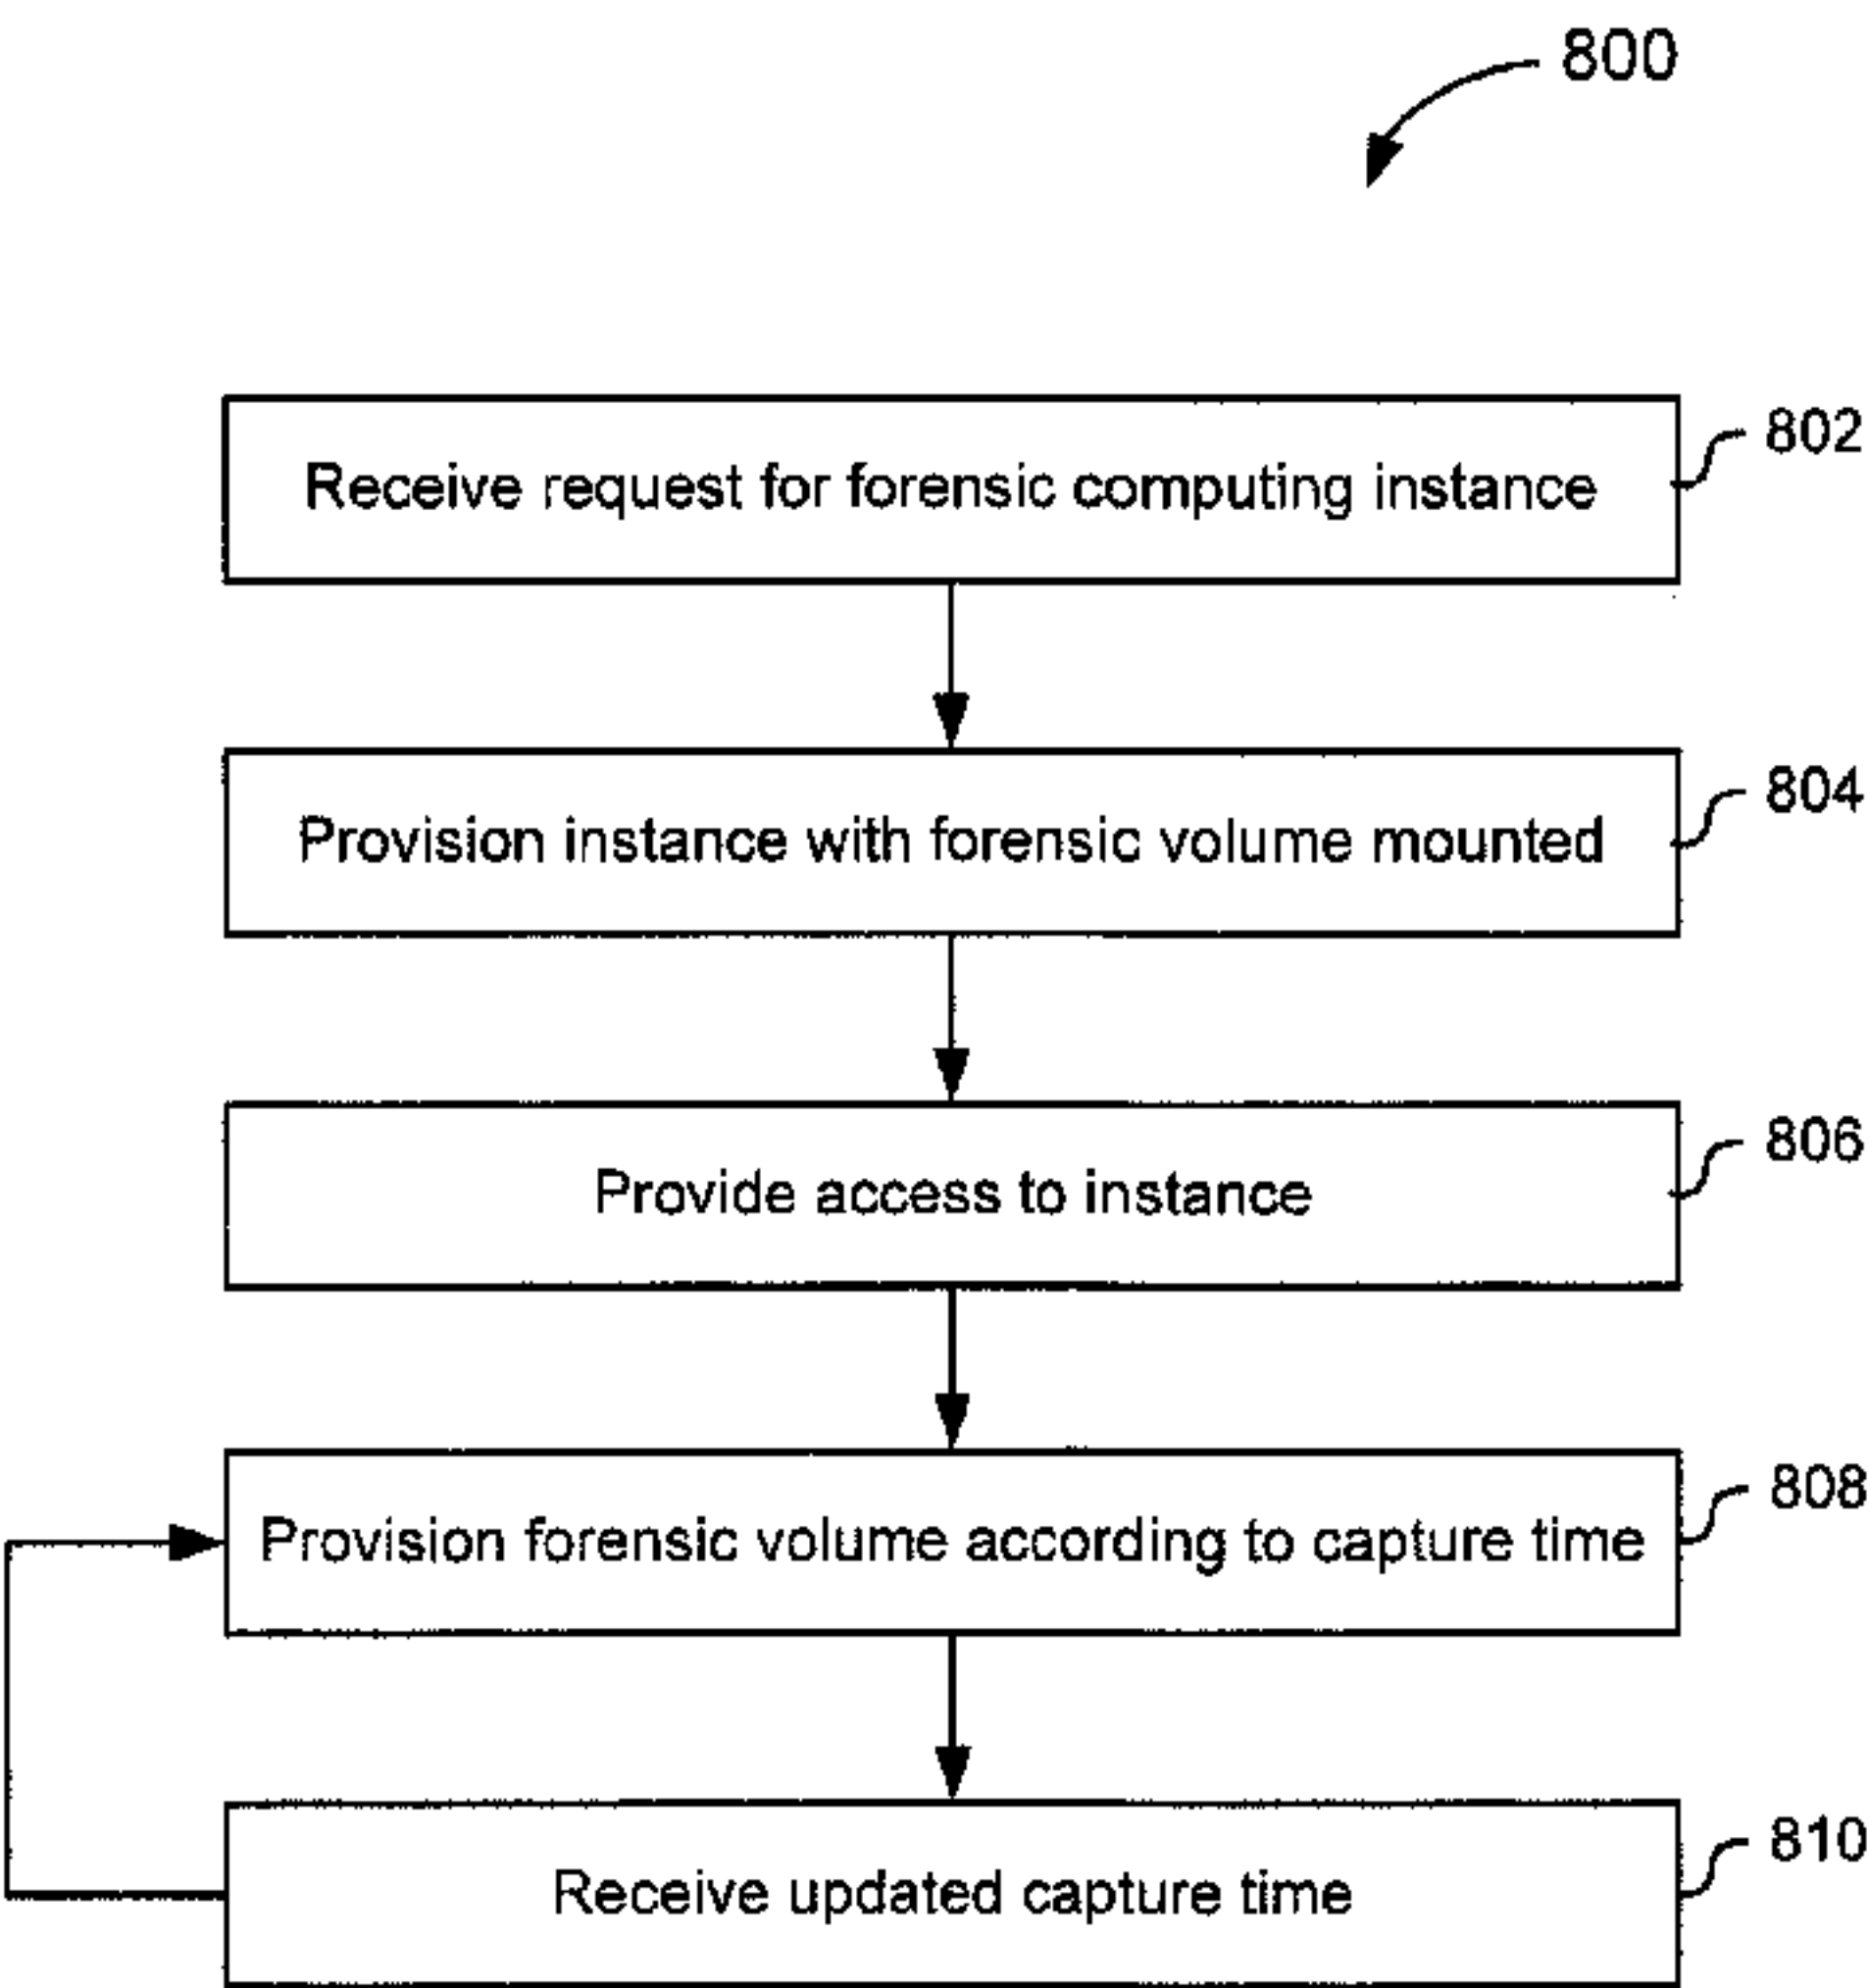 800
Receive request for forensic computing instance
802
Provision instance with forensic volume mounted
804
Provide access to instance
806
Provision forensic volume according to capture time
808
Receive updated capture time
810